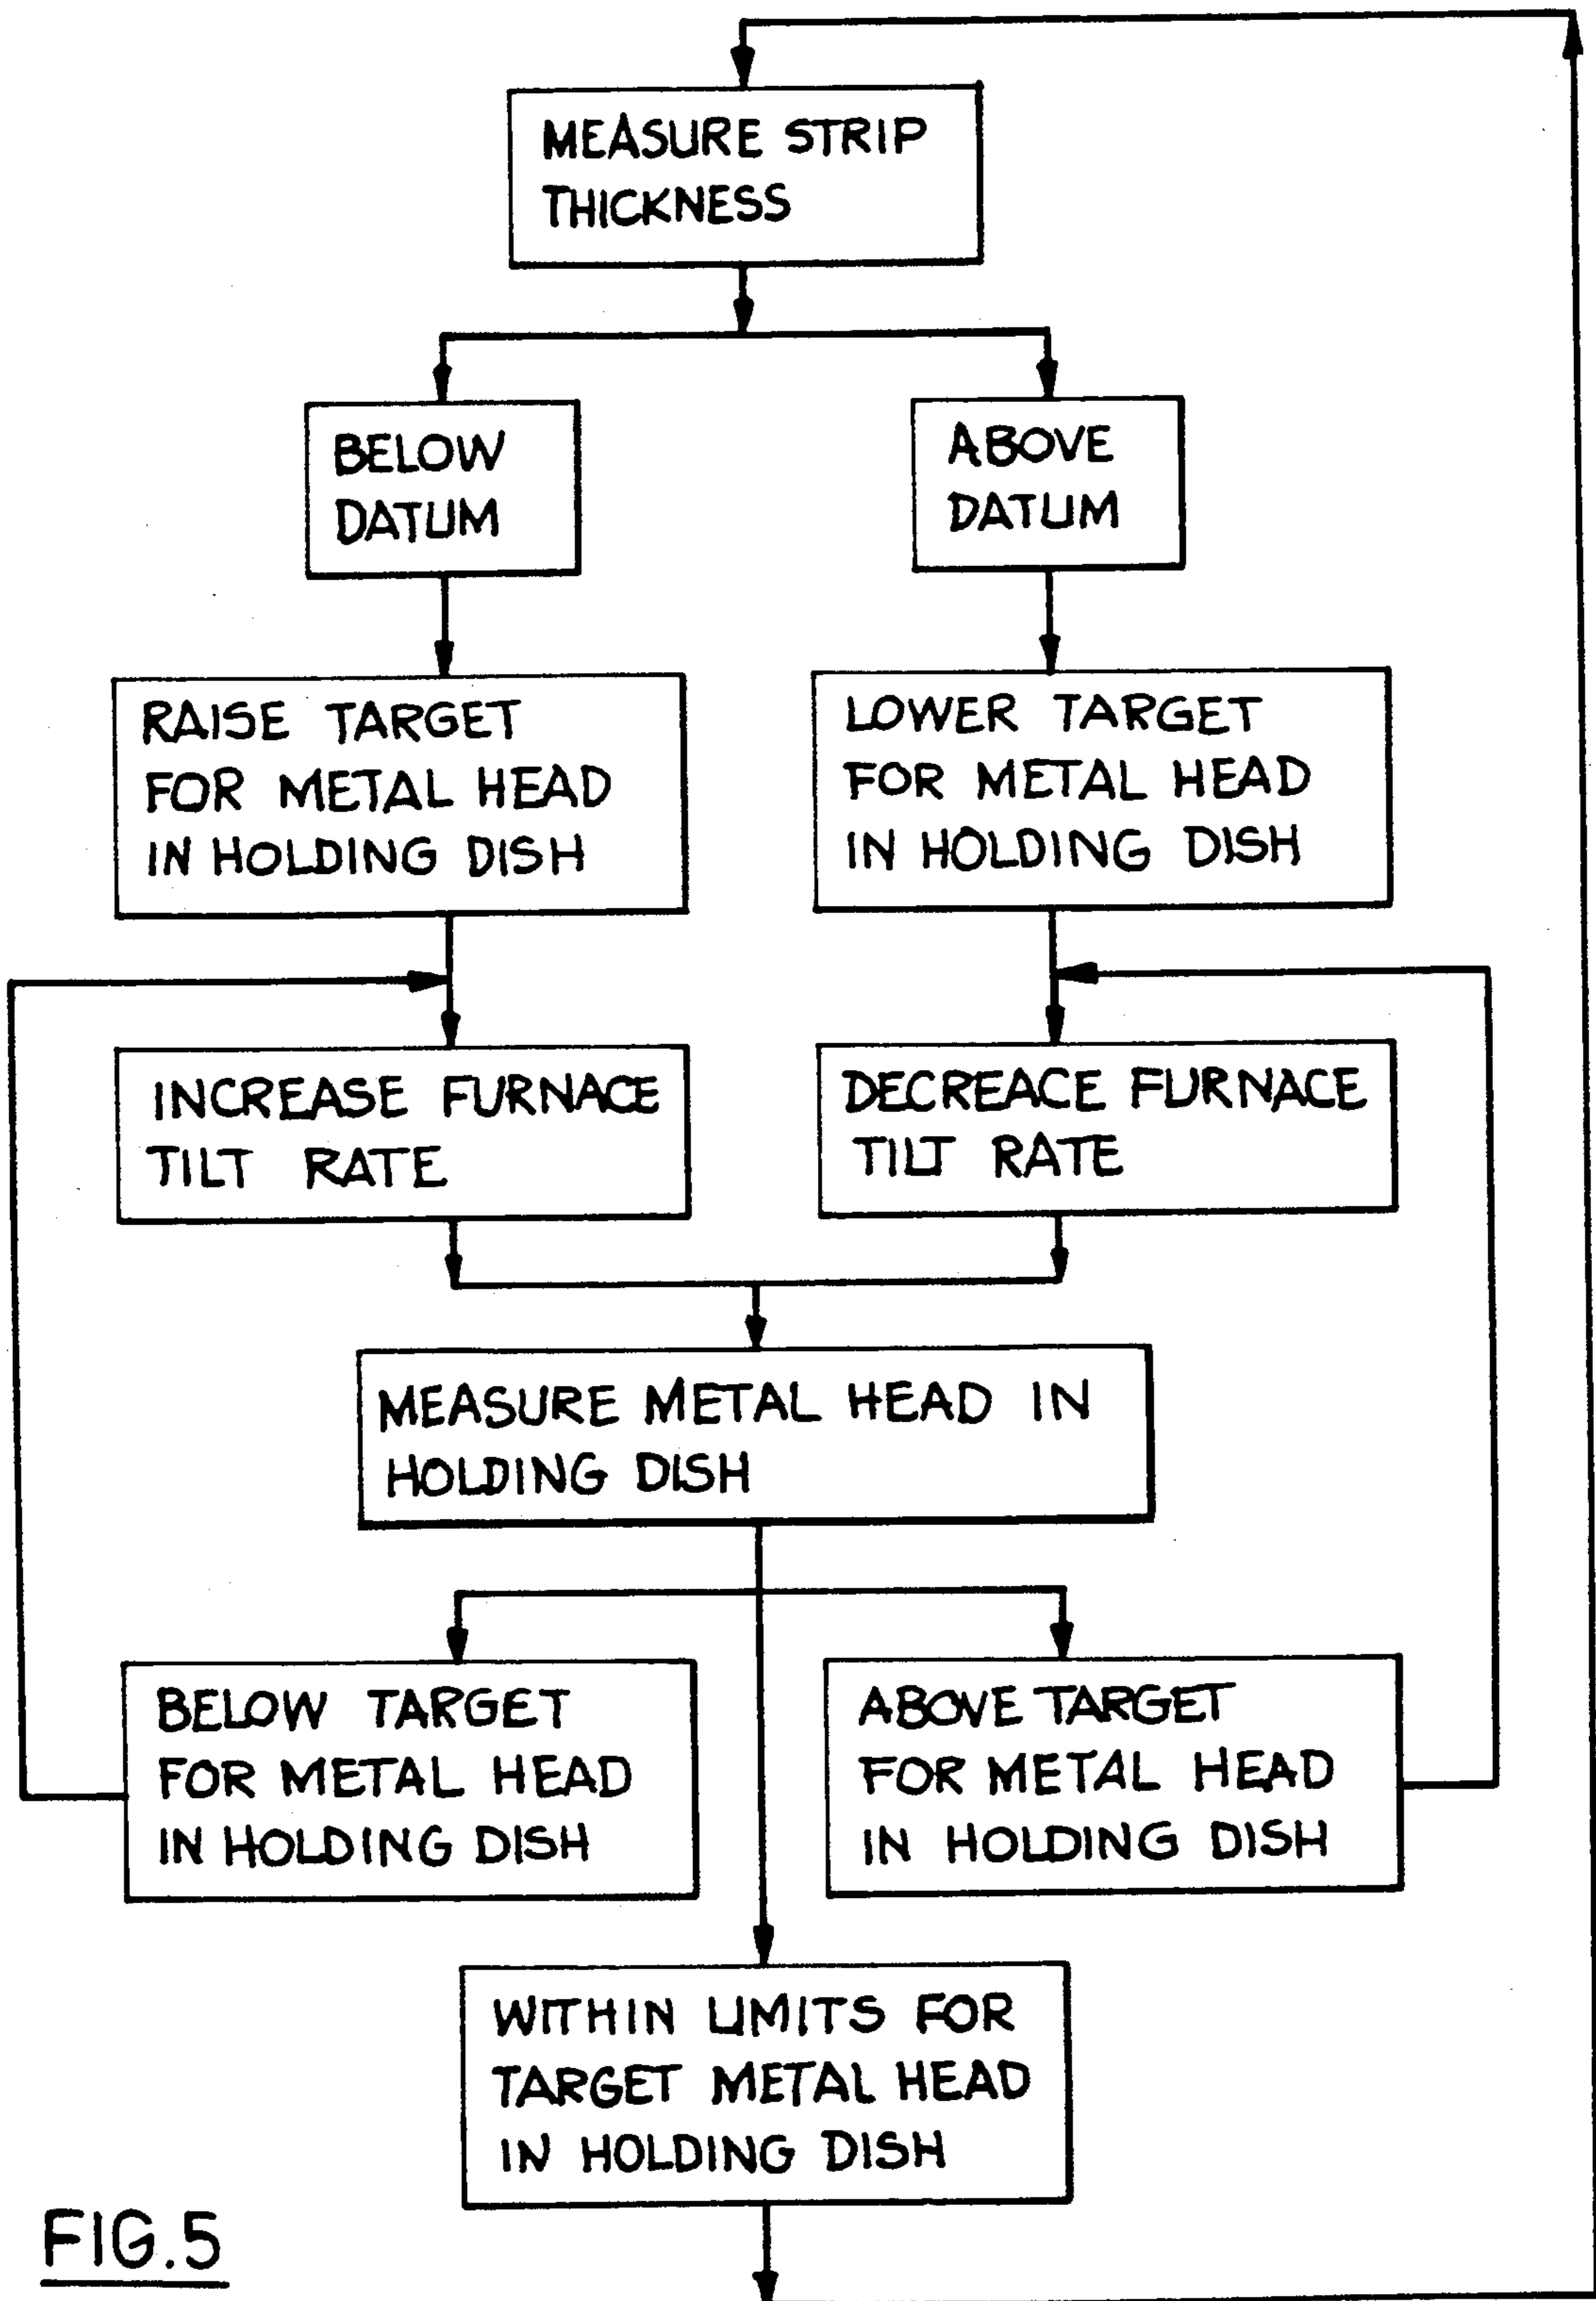 MEASURE STRIP
THICKNESS
BELOW
DATUM
ABOVE
DATUM
RAISE TARGET
FOR METAL HEAD
IN HOLDING DISH
LOWER TARGET
FOR METAL HEAD
IN HOLDING DISH
INCREASE FURNACE
TILT RATE
DECREACE FURNACE
TILT RATE
MEASURE METAL HEAD IN
HOLDING DISH
BELOW TARGET
FOR METAL HEAD
IN HOLDING DISH
ABOVE TARGET
FOR METAL HEAD
IN HOLDING DISH
WITHIN LIMITS FOR
TARGET METAL HEAD
IN HOLDING DISH
FIG.5